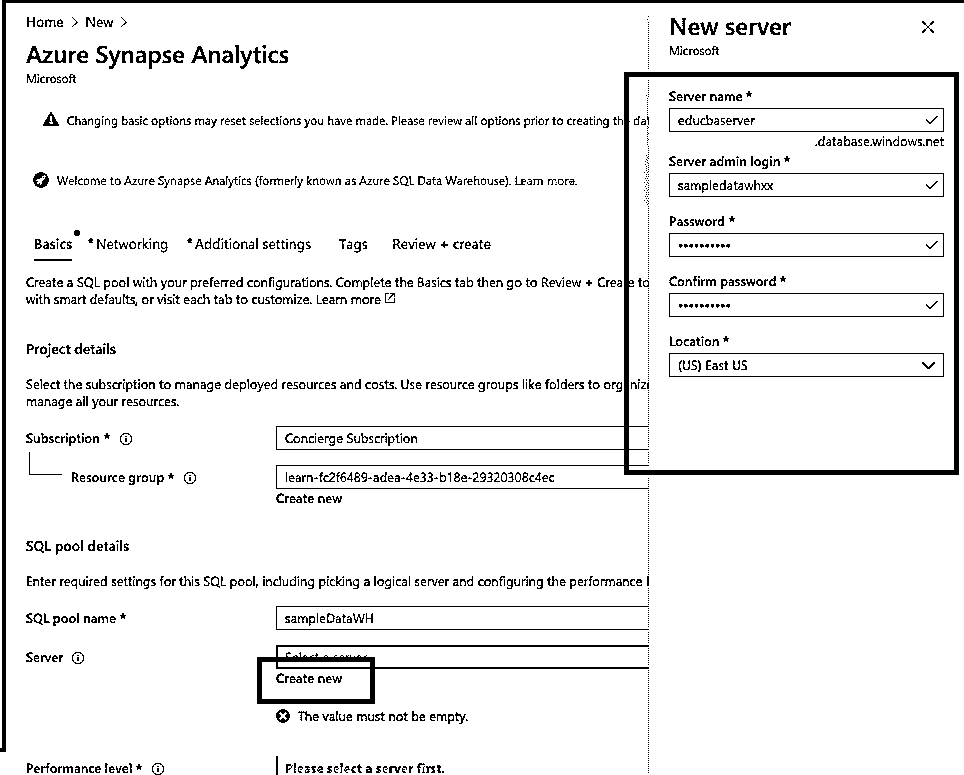 Home > New >
Azure Synapse Analytics
Microsoft
Changing basic options may reset selections you have made. Please review all options prior to creating the dat
Welcome to Azure Synapse Analytics (formerly known as Azure SQL Data Warehouse). Learn more.
Basics * Networking * Additional settings Tags Review + create
Create a SQL pool with your preferred configurations. Complete the Basics tab then go to Review + Create to
with smart defaults, or visit each tab to customize. Learn more
Project details
Select the subscription to manage deployed resources and costs. Use resource groups like folders to organizi
manage all your resources.
Subscription *
Concierge Subscription
Resource group *
learn-fc2f6489-adea-4e33-b18e-29320308c4ec
Create new
SQL pool details
Enter required settings for this SQL pool, including picking a logical server and configuring the performance l
SQL pool name *
sampleDataWH
Server
Select a server
Create new
The value must not be empty.
Performance level *
Please select a server first.
New server
Microsoft
Server name *
educbaserver
.database.windows.net
Server admin login *
sampledatawhxx
Password *
••••••••••
Confirm password *
••••••••••
Location *
(US) East US